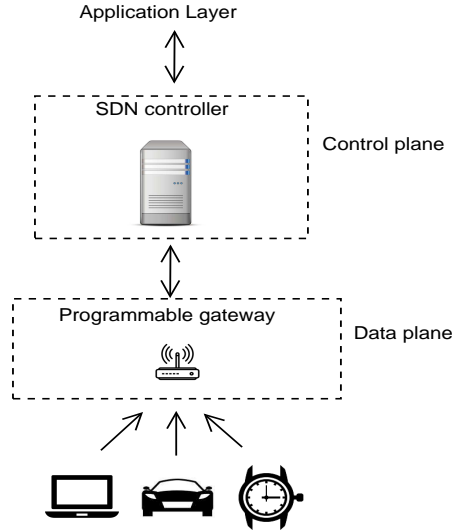 Application Layer
SDN controller
Control plane
Programmable gateway
Data plane